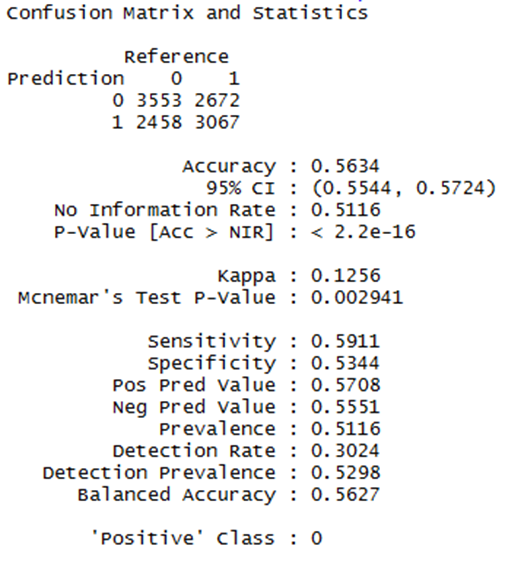 Confusion Matrix and Statistics
Reference
Prediction 0 1
0 3553 2672
1 2458 3067
Accuracy : 0.5634
95% CI : (0.5544, 0.5724)
No Information Rate : 0.5116
P-Value [Acc > NIR] : < 2.2e-16
Kappa : 0.1256
Mcnemar's Test P-Value : 0.002941
Sensitivity : 0.5911
Specificity : 0.5344
Pos Pred Value : 0.5708
Neg Pred Value : 0.5551
Prevalence : 0.5116
Detection Rate : 0.3024
Detection Prevalence : 0.5298
Balanced Accuracy : 0.5627
'Positive' Class : 0